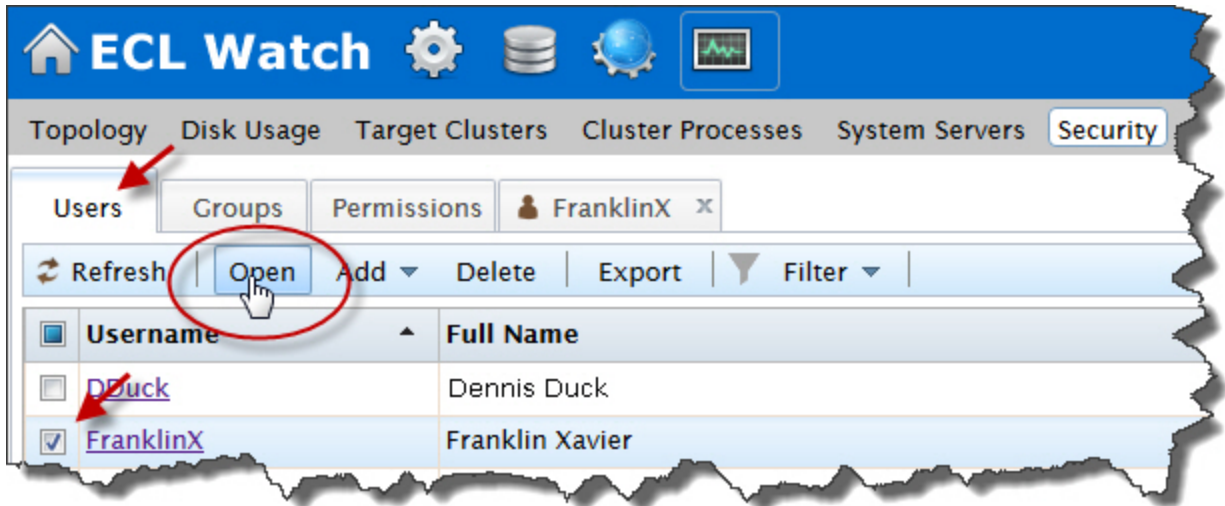 ECL Watch
Topology Disk Usage Target Clusters Cluster Processes System Servers Security
Users Groups Permissions FranklinX x
Refresh Open Add Delete Export Filter
Username Full Name
DDuck Dennis Duck
FranklinX Franklin Xavier